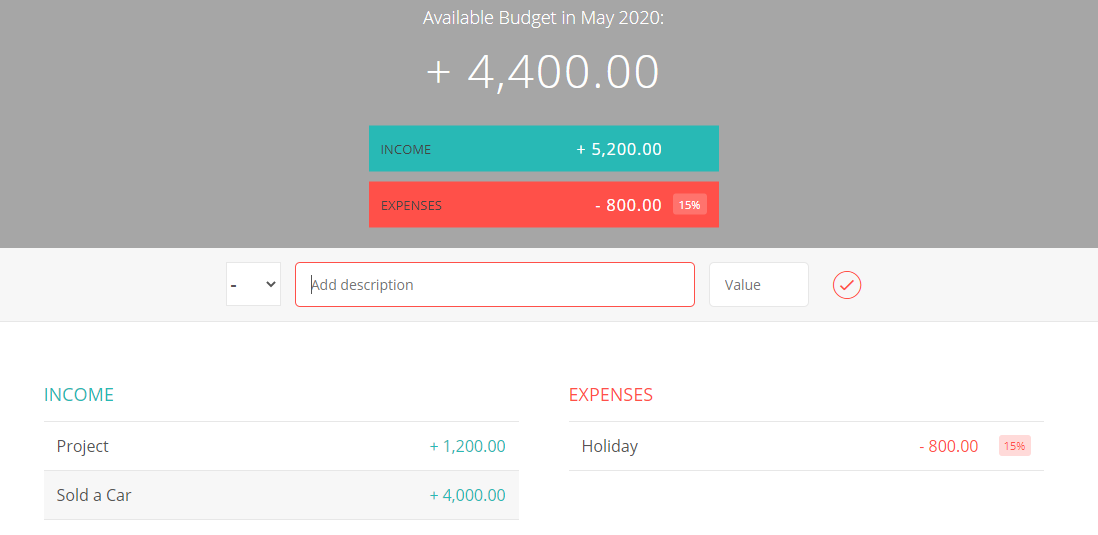 Available Budget in May 2020:
+ 4,400.00
INCOME + 5,200.00
EXPENSES - 800.00 15%
- Add description Value
INCOME
Project + 1,200.00
Sold a Car + 4,000.00
EXPENSES
Holiday - 800.00 15%